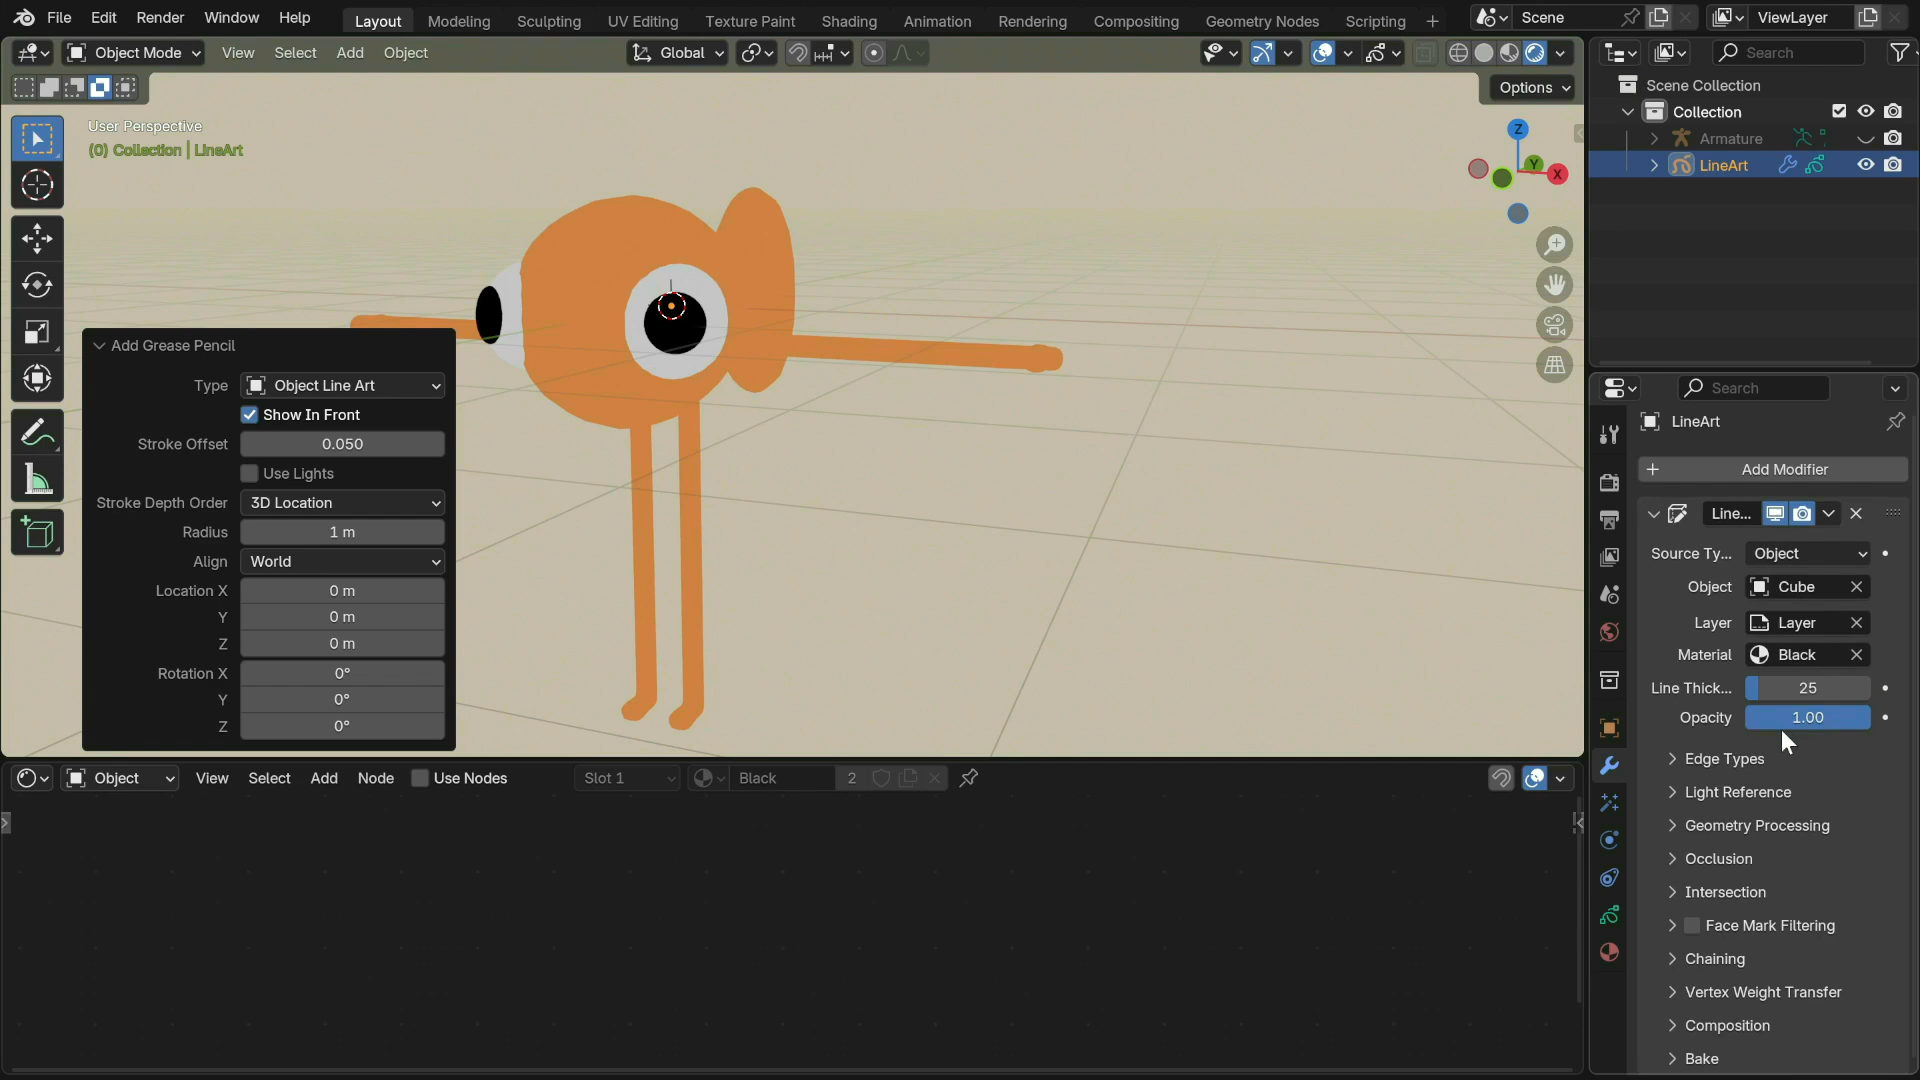 File Edit Render Window Help Layout Modeling Sculpting UV Editing Texture Paint Shading Animation Rendering Compositing Geometry Nodes Scripting + Scene ViewLayer
Object Mode View Select Add Object Global Search
Options
User Perspective
(0) Collection | LineArt
Z
Y
X
Scene Collection
Collection
Armature
LineArt
Add Grease Pencil
Type Object Line Art
Show In Front
Stroke Offset 0.050
Use Lights
Stroke Depth Order 3D Location
Radius 1 m
Align World
Location X 0 m
Y 0 m
Z 0 m
Rotation X 0°
Y 0°
Z 0°
Search
LineArt
+ Add Modifier
Line...
Source Ty... Object
Object Cube
Layer Layer
Material Black
Line Thick... 25
Opacity 1.00
Edge Types
Light Reference
Geometry Processing
Occlusion
Intersection
Face Mark Filtering
Chaining
Vertex Weight Transfer
Composition
Bake
Object View Select Add Node Use Nodes Slot 1 Black 2